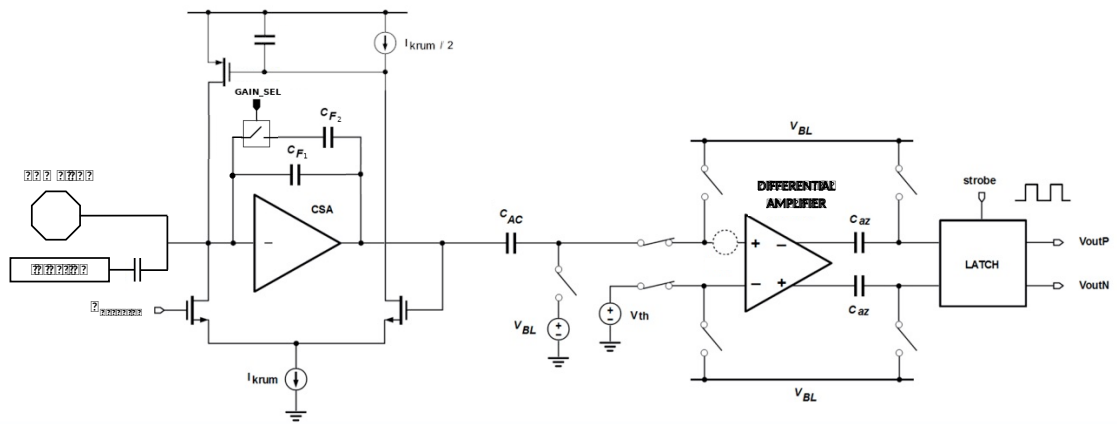 I krum / 2
GAIN_SEL
C F2
C F1
CSA
C AC
V BL
DIFFERENTIAL
AMPLIFIER
C az
strobe
LATCH
VoutP
VoutN
C az
V BL
Vth
V BL
I krum